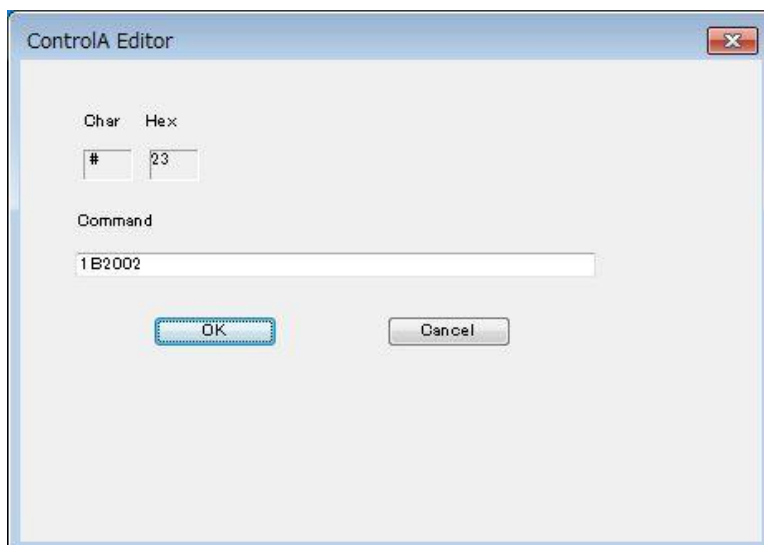 ControlA Editor
Char Hex
# 23
Command
1B2002
OK Cancel